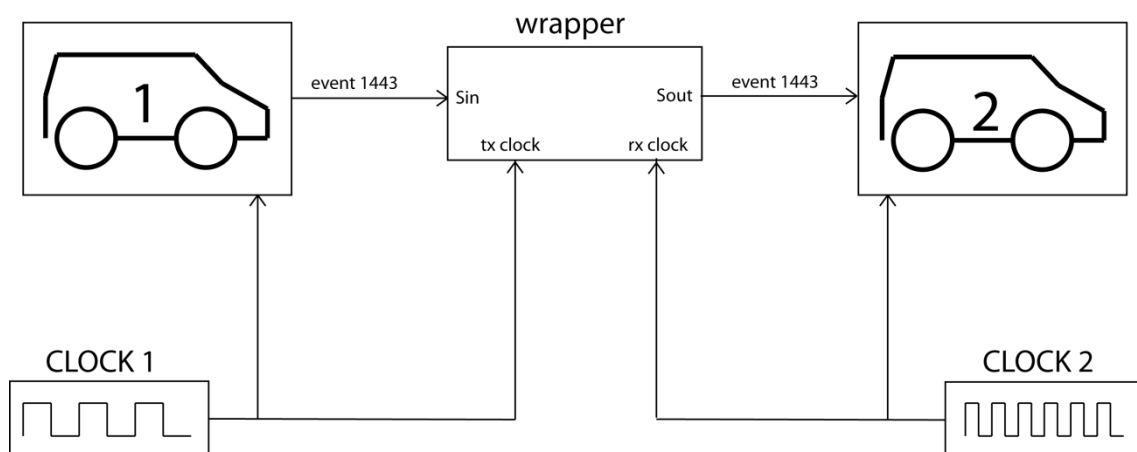 wrapper
1
event 1443
Sin
Sout
event 1443
2
tx clock
rx clock
CLOCK 1
CLOCK 2